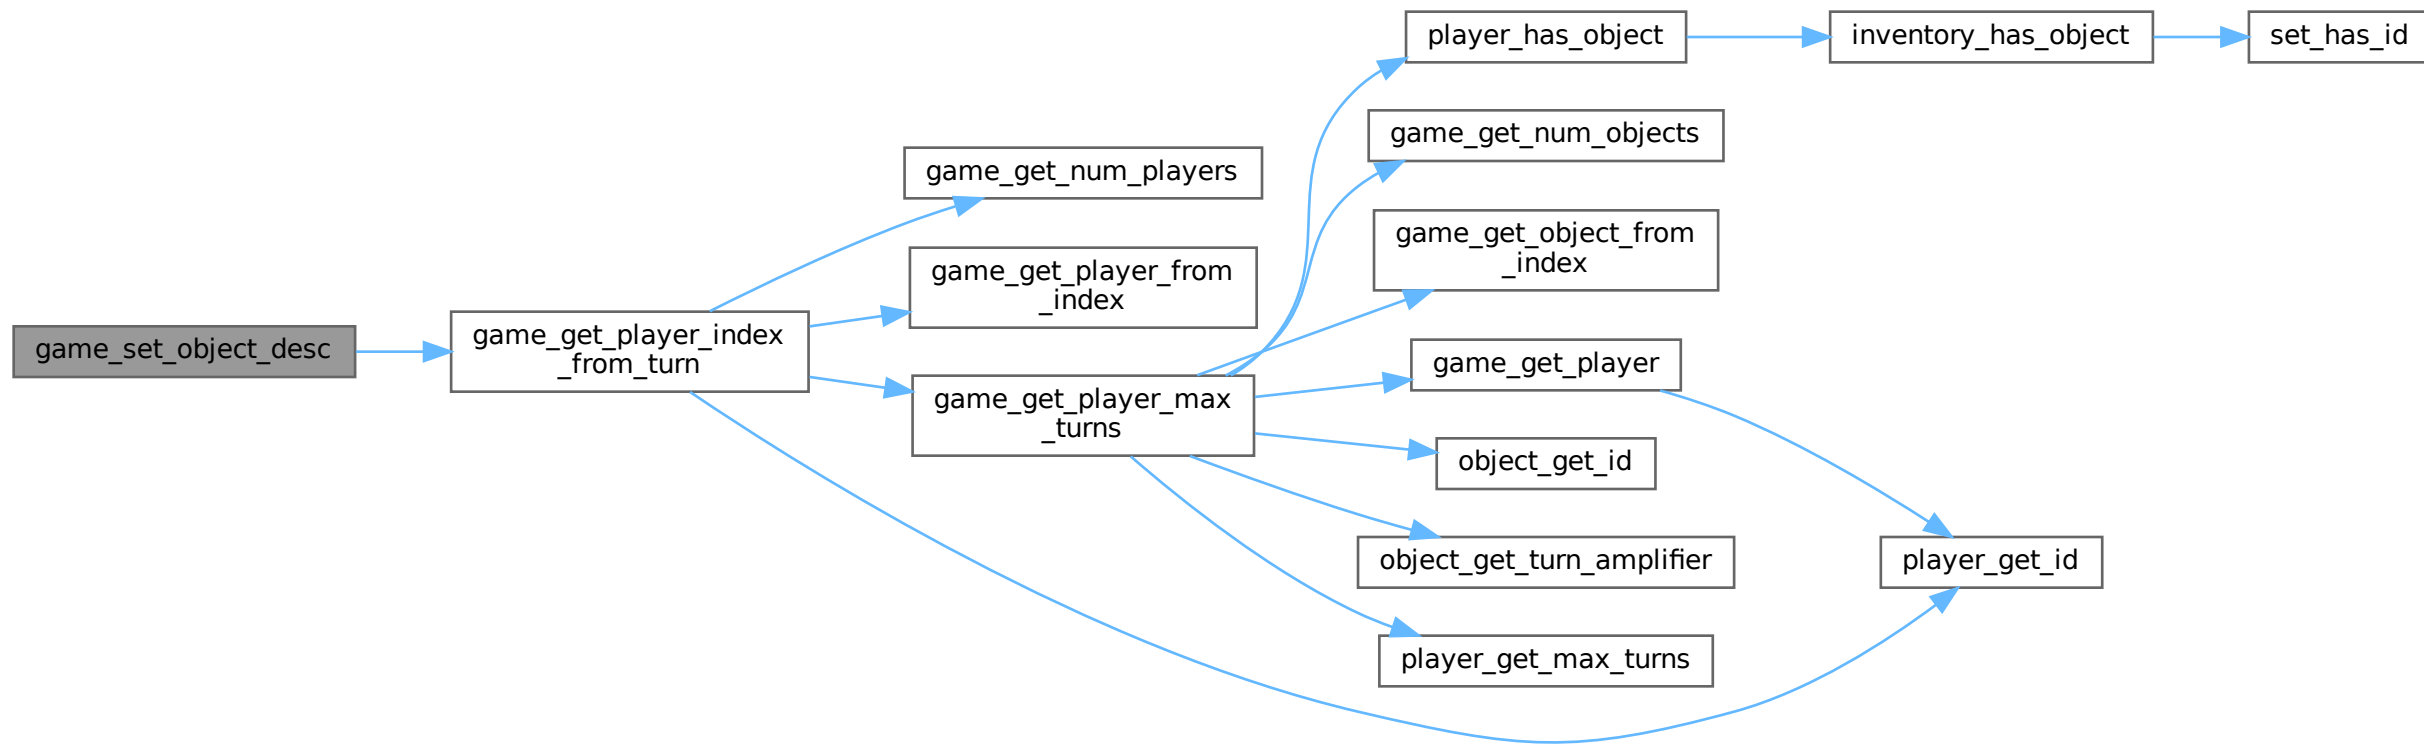 game_set_object_desc
game_get_player_index
_from_turn
game_get_num_players
game_get_player_from
_index
game_get_player_max
_turns
player_has_object
game_get_num_objects
game_get_object_from
_index
game_get_player
object_get_id
object_get_turn_amplifier
player_get_max_turns
inventory_has_object
player_get_id
set_has_id